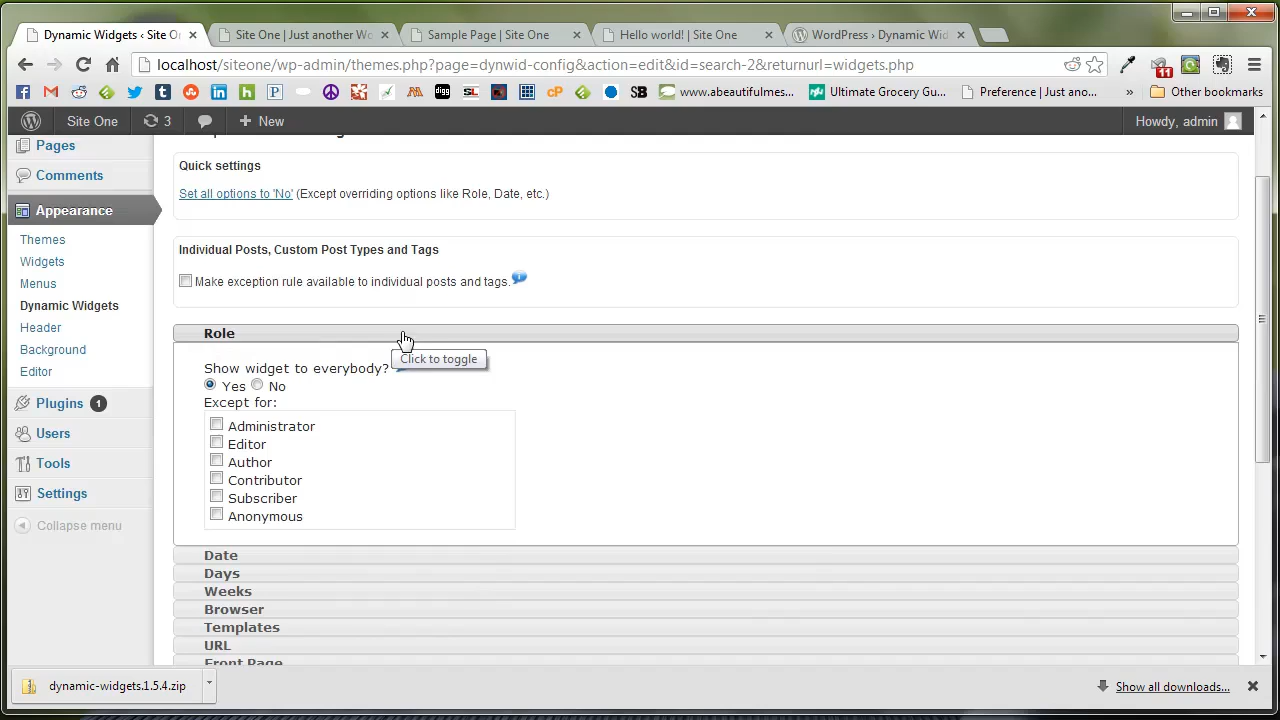 Dynamic Widgets ‹ Site O
Site One | Just another Wo
Sample Page | Site One
Hello world! | Site One
WordPress › Dynamic Wid
localhost/siteone/wp-admin/themes.php?page=dynwid-config&action=edit&id=search-2&returnurl=widgets.php
11
www.abeautifulmes...
Ultimate Grocery Gu...
Preference | Just ano...
»
Other bookmarks
Site One
3
New
Howdy, admin
Pages
Comments
Appearance
Themes
Widgets
Menus
Dynamic Widgets
Header
Background
Editor
Plugins 1
Users
Tools
Settings
Collapse menu
Quick settings
Set all options to 'No' (Except overriding options like Role, Date, etc.)
Individual Posts, Custom Post Types and Tags
Make exception rule available to individual posts and tags.
Role
Click to toggle
Show widget to everybody?
Yes No
Except for:
Administrator
Editor
Author
Contributor
Subscriber
Anonymous
Date
Days
Weeks
Browser
Templates
URL
Front Page
dynamic-widgets.1.5.4.zip
Show all downloads...